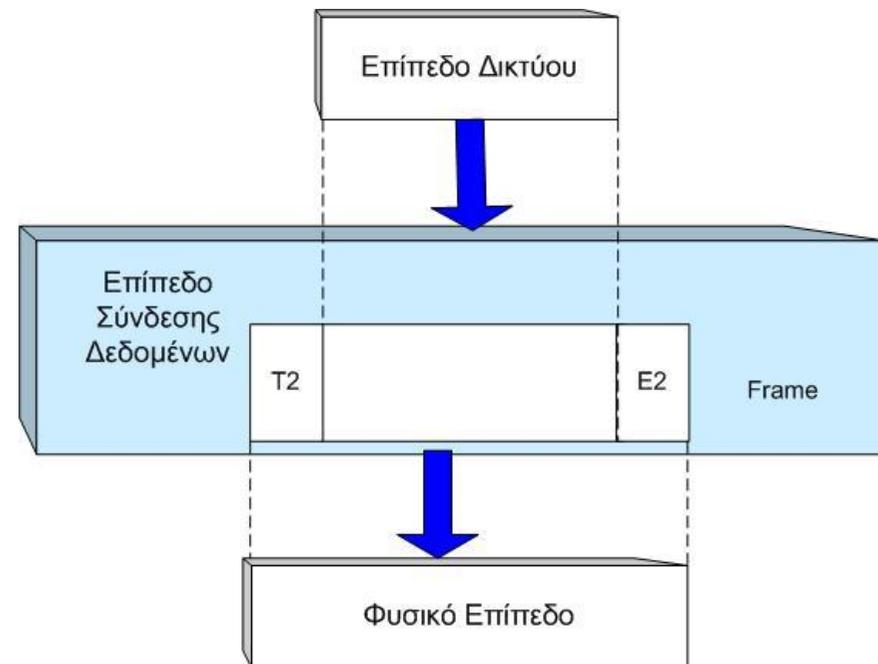 Επίπεδο Δικτύου
Επίπεδο
Σύνδεσης
Δεδομένων
T2
E2
Frame
Φυσικό Επίπεδο